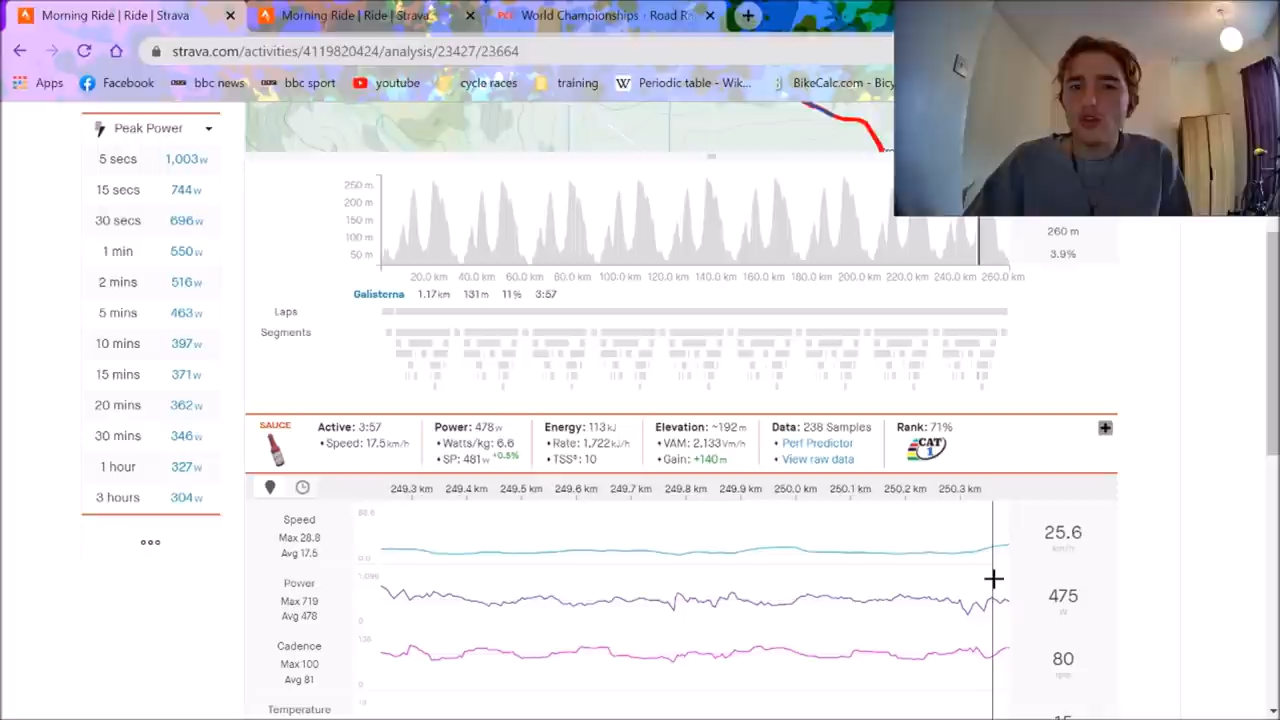 Morning Ride | Ride | Strava
Morning Ride | Ride | Strava
World Championships - Road R
strava.com/activities/4119820424/analysis/23427/23664
Apps Facebook bbc news bbc sport youtube cycle races training Periodic table - Wik... BikeCalc.com - Bicy
Peak Power
5 secs 1,003w
15 secs 744w
30 secs 696w
1 min 550w
2 mins 516w
5 mins 463w
10 mins 397w
15 mins 371w
20 mins 362w
30 mins 346w
1 hour 327w
3 hours 304w
250 m
200 m
150 m
100 m
50 m
260 m
3.9%
20.0 km 40.0 km 60.0 km 80.0 km 100.0 km 120.0 km 140.0 km 160.0 km 180.0 km 200.0 km 220.0 km 240.0 km 260.0 km
Galisterna 1.17km 131m 11% 3:57
Laps
Segments
SAUCE
Active: 3:57
• Speed: 17.5km/h
Power: 478w
• Watts/kg: 6.6
• SP: 481w +0.5%
Energy: 113kJ
• Rate: 1,722kJ/h
• TSS®: 10
Elevation: ~192m
• VAM: 2,133Vm/h
• Gain: +140m
Data: 238 Samples
• Perf Predictor
• View raw data
Rank: 71%
CAT
1
249.3 km 249.4 km 249.5 km 249.6 km 249.7 km 249.8 km 249.9 km 250.0 km 250.1 km 250.2 km 250.3 km
Speed
Max 28.8
Avg 17.5
0.0
25.6
km/h
Power
Max 719
Avg 478
1,096
0
475
W
Cadence
Max 100
Avg 81
0
80
rpm
Temperature